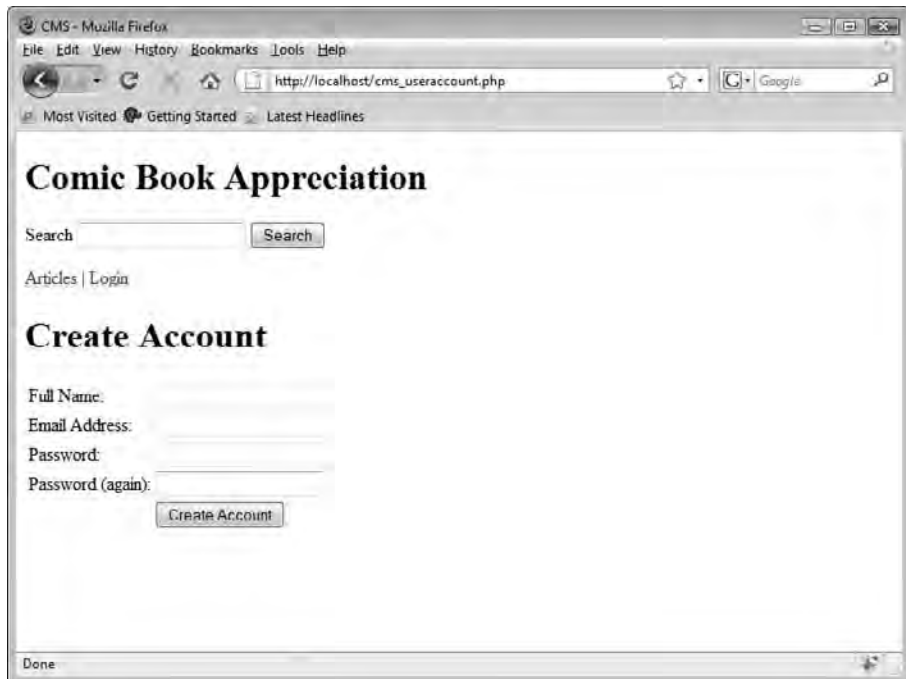 CMS - Mozilla Firefox
File Edit View History Bookmarks Tools Help
http://localhost/cms_useraccount.php
Google
Most Visited Getting Started Latest Headlines
Comic Book Appreciation
Search Search
Articles | Login
Create Account
Full Name:
Email Address:
Password:
Password (again):
Create Account
Done